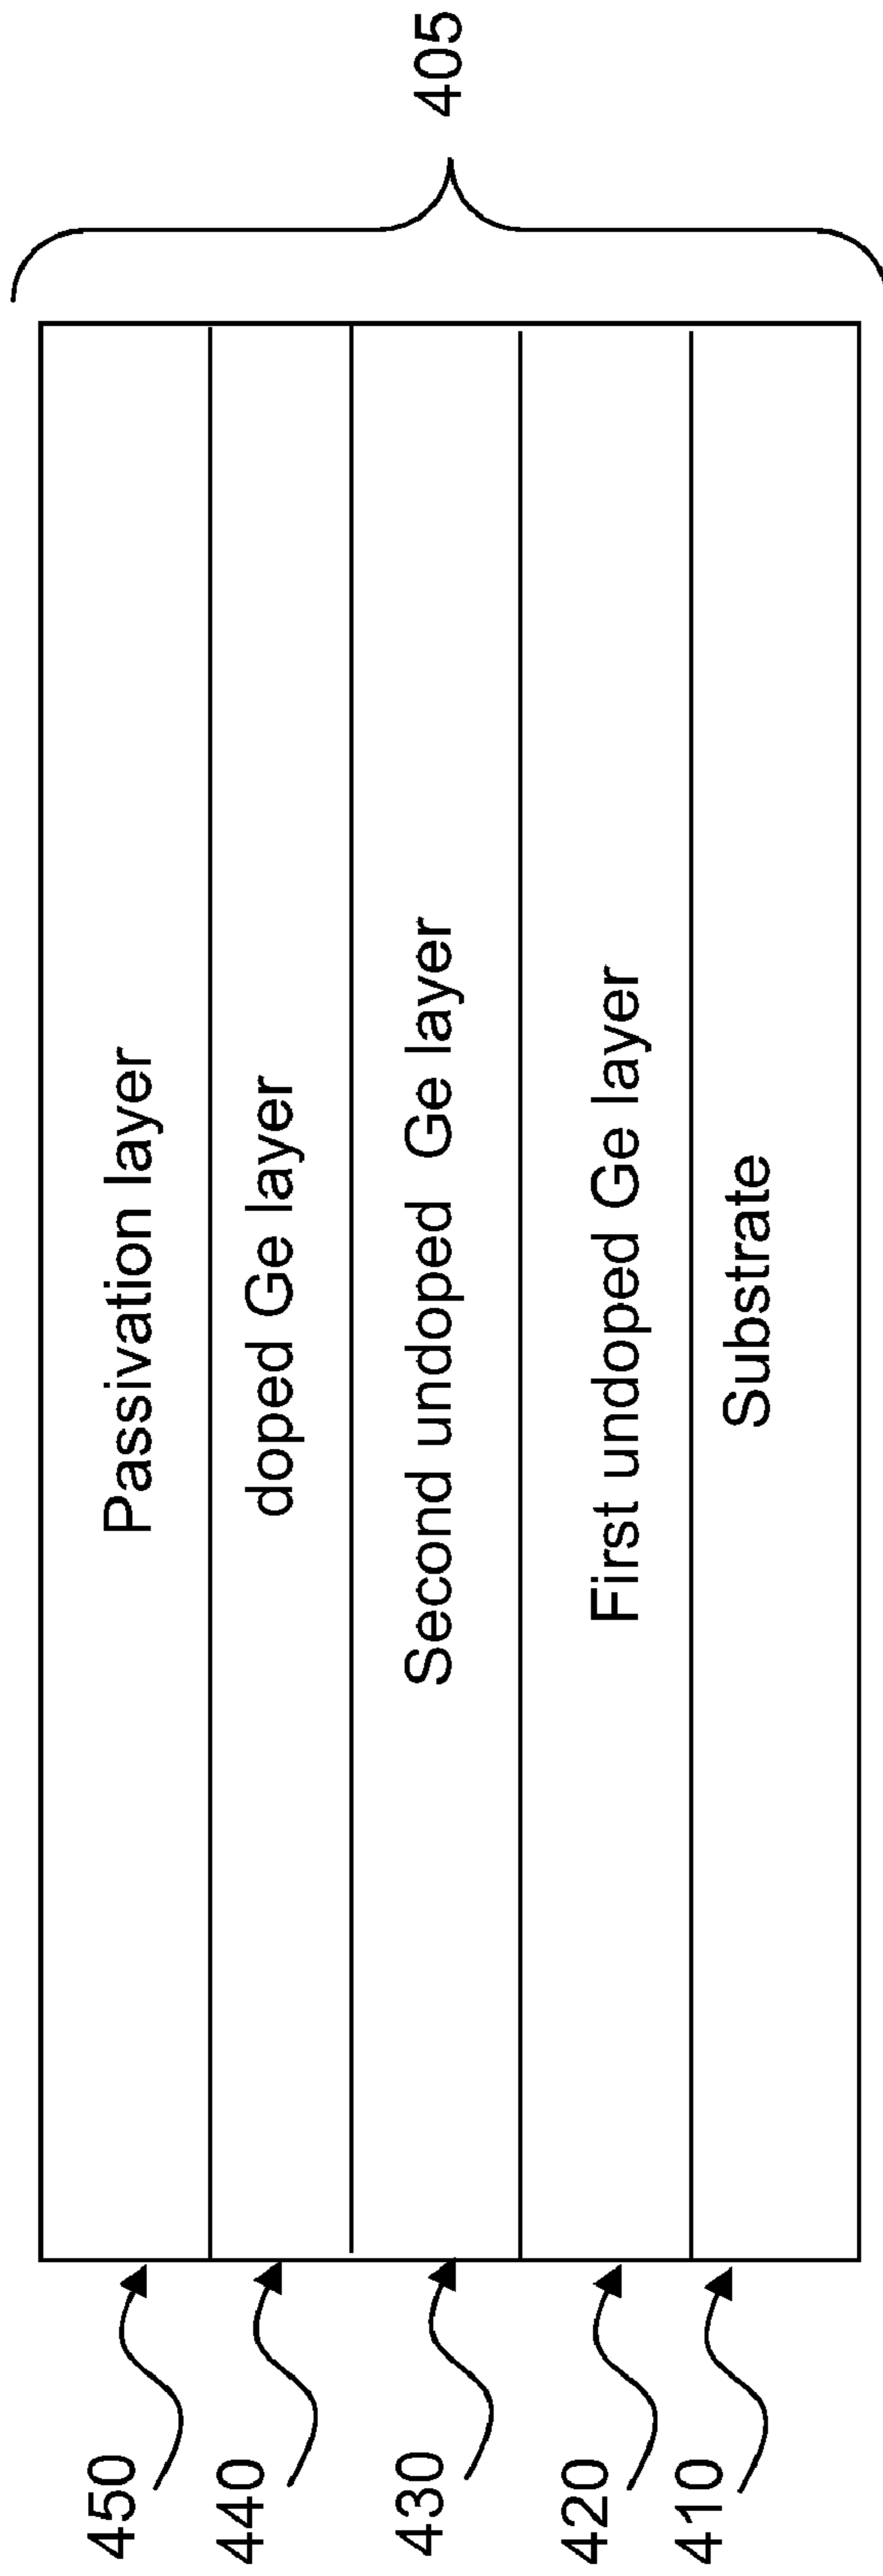 405
450
Passivation layer
440
doped Ge layer
430
Second undoped Ge layer
420
First undoped Ge layer
410
Substrate